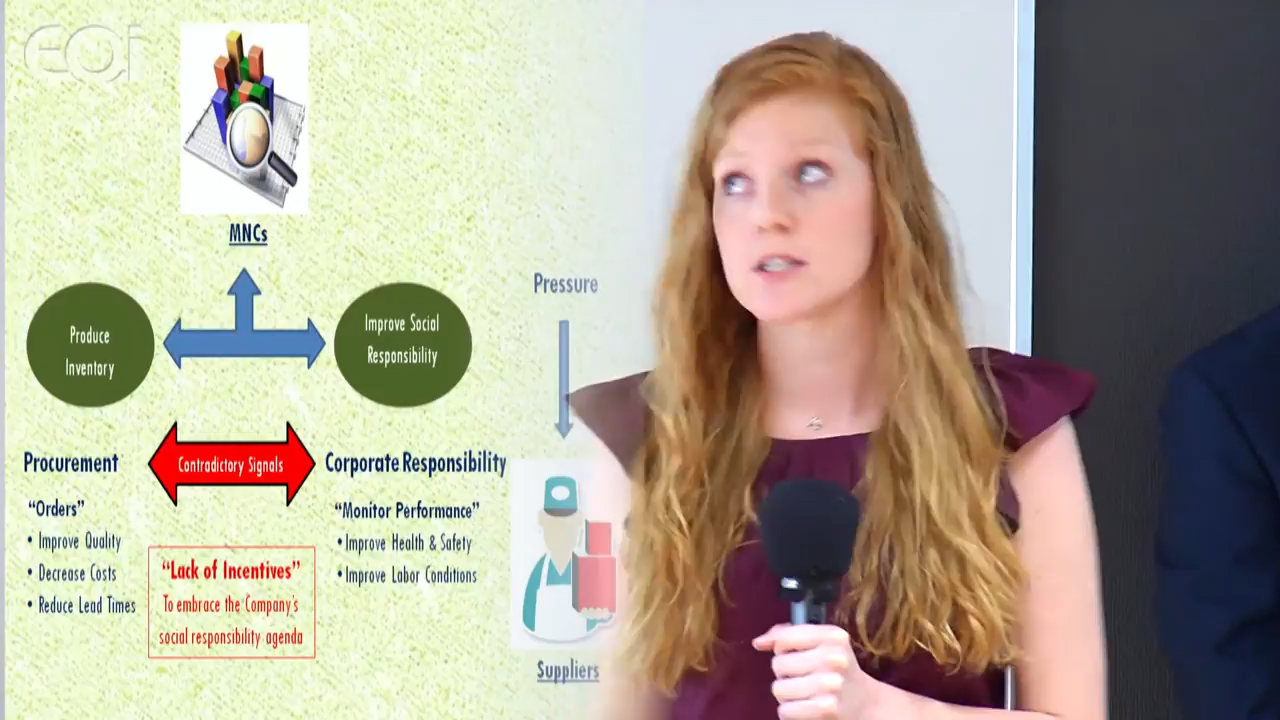 EQi
MNCs
Pressure
Produce
Inventory
Improve Social
Responsibility
Procurement
Contradictory Signals
Corporate Responsibility
“Orders”
• Improve Quality
• Decrease Costs
• Reduce Lead Times
“Lack of Incentives”
To embrace the Company’s
social responsibility agenda
“Monitor Performance”
• Improve Health & Safety
• Improve Labor Conditions
Suppliers